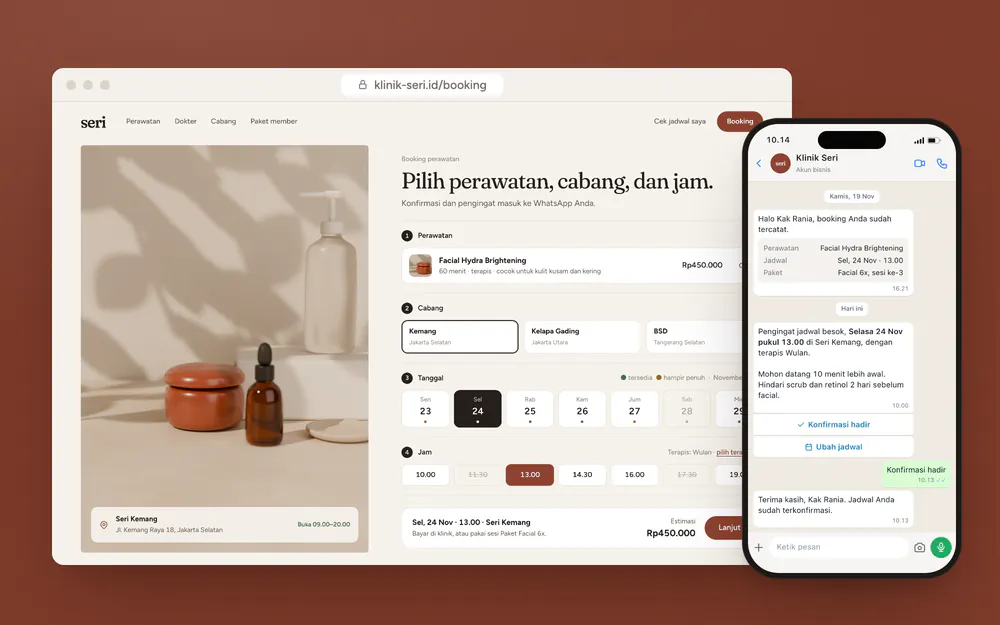 klinik-seri.id/booking
seri
Perawatan
Dokter
Cabang
Paket member
Cek jadwal saya
Booking
Seri Kemang
Jl. Kemang Raya 18, Jakarta Selatan
Buka 09.00–20.00
Booking perawatan
Pilih perawatan, cabang, dan jam.
Konfirmasi dan pengingat masuk ke WhatsApp Anda.
1 Perawatan
Facial Hydra Brightening
60 menit · terapis · cocok untuk kulit kusam dan kering
Rp450.000
2 Cabang
Kemang
Jakarta Selatan
Kelapa Gading
Jakarta Utara
BSD
Tangerang Selatan
3 Tanggal
tersedia
hampir penuh · Novembe
Sen
23
Sel
24
Rab
25
Kam
26
Jum
27
Sab
28
29
4 Jam
Terapis: Wulan · pilih tera
10.00
11.30
13.00
14.30
16.00
17.30
19.0
Sel, 24 Nov · 13.00 · Seri Kemang
Bayar di klinik, atau pakai sesi Paket Facial 6x.
Estimasi
Rp450.000
Lanjut
10.14
seri
Klinik Seri
Akun bisnis
Kamis, 19 Nov
Halo Kak Rania, booking Anda sudah
tercatat.
Perawatan Facial Hydra Brightening
Jadwal Sel, 24 Nov · 13.00
Paket Facial 6x, sesi ke-3
16.21
Hari ini
Pengingat jadwal besok, Selasa 24 Nov
pukul 13.00 di Seri Kemang, dengan
terapis Wulan.
Mohon datang 10 menit lebih awal.
Hindari scrub dan retinol 2 hari sebelum
facial.
10.00
Konfirmasi hadir
Ubah jadwal
Konfirmasi hadir
10.13
Terima kasih, Kak Rania. Jadwal Anda
sudah terkonfirmasi.
10.13
Ketik pesan